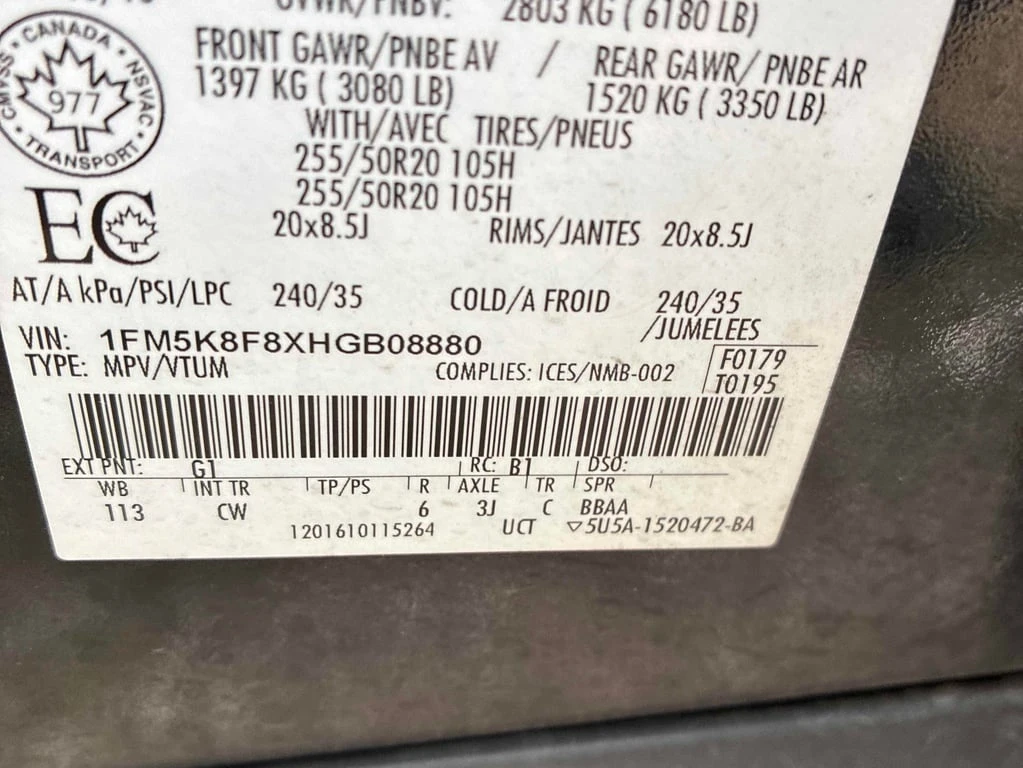 GVWR/PNBV: 2803 KG ( 6180 LB)
FRONT GAWR/PNBE AV / REAR GAWR/ PNBE AR
1397 KG ( 3080 LB) 1520 KG ( 3350 LB)
WITH/AVEC TIRES/PNEUS
255/50R20 105H
255/50R20 105H
20x8.5J RIMS/JANTES 20x8.5J
CANADA
CMVSS NSVAC
977
TRANSPORT
EC
AT/A kPa/PSI/LPC 240/35 COLD/A FROID 240/35
/JUMELEES
VIN: 1FM5K8F8XHGB08880
TYPE: MPV/VTUM COMPLIES: ICES/NMB-002
F0179
T0195
EXT PNT: G1 RC: B1 DSO:
WB INT TR TP/PS R AXLE TR SPR
113 CW 6 3J C BBAA
1201610115264 UCT ▽5U5A-1520472-BA